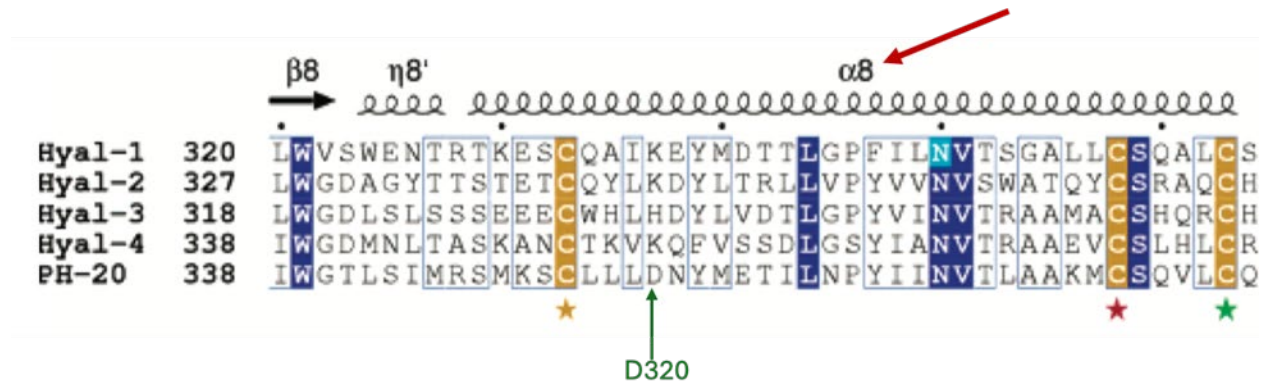 β8 η8' α8
Hyal-1 320 LWVSWENTRTKESCQAIKEYMDTTLGPFILNVTSGALLCSQALCS
Hyal-2 327 LWGDAGYTTSTETCQYLKDYLTRLLVPYVVNVSWATQYCSRAQCH
Hyal-3 318 LWGDLSLSSSEEECWHLHDYLVDTLGPYVINVTRAAMACSHQRCH
Hyal-4 338 IWGDMNLTASKANCTKVKQFVSSDLGSYIANVTRAAEVCSLHLCR
PH-20 338 IWGTLSIMRSMKSCLLLDNYMETILNPYIINVTLAAKMCSQVLCQ
D320